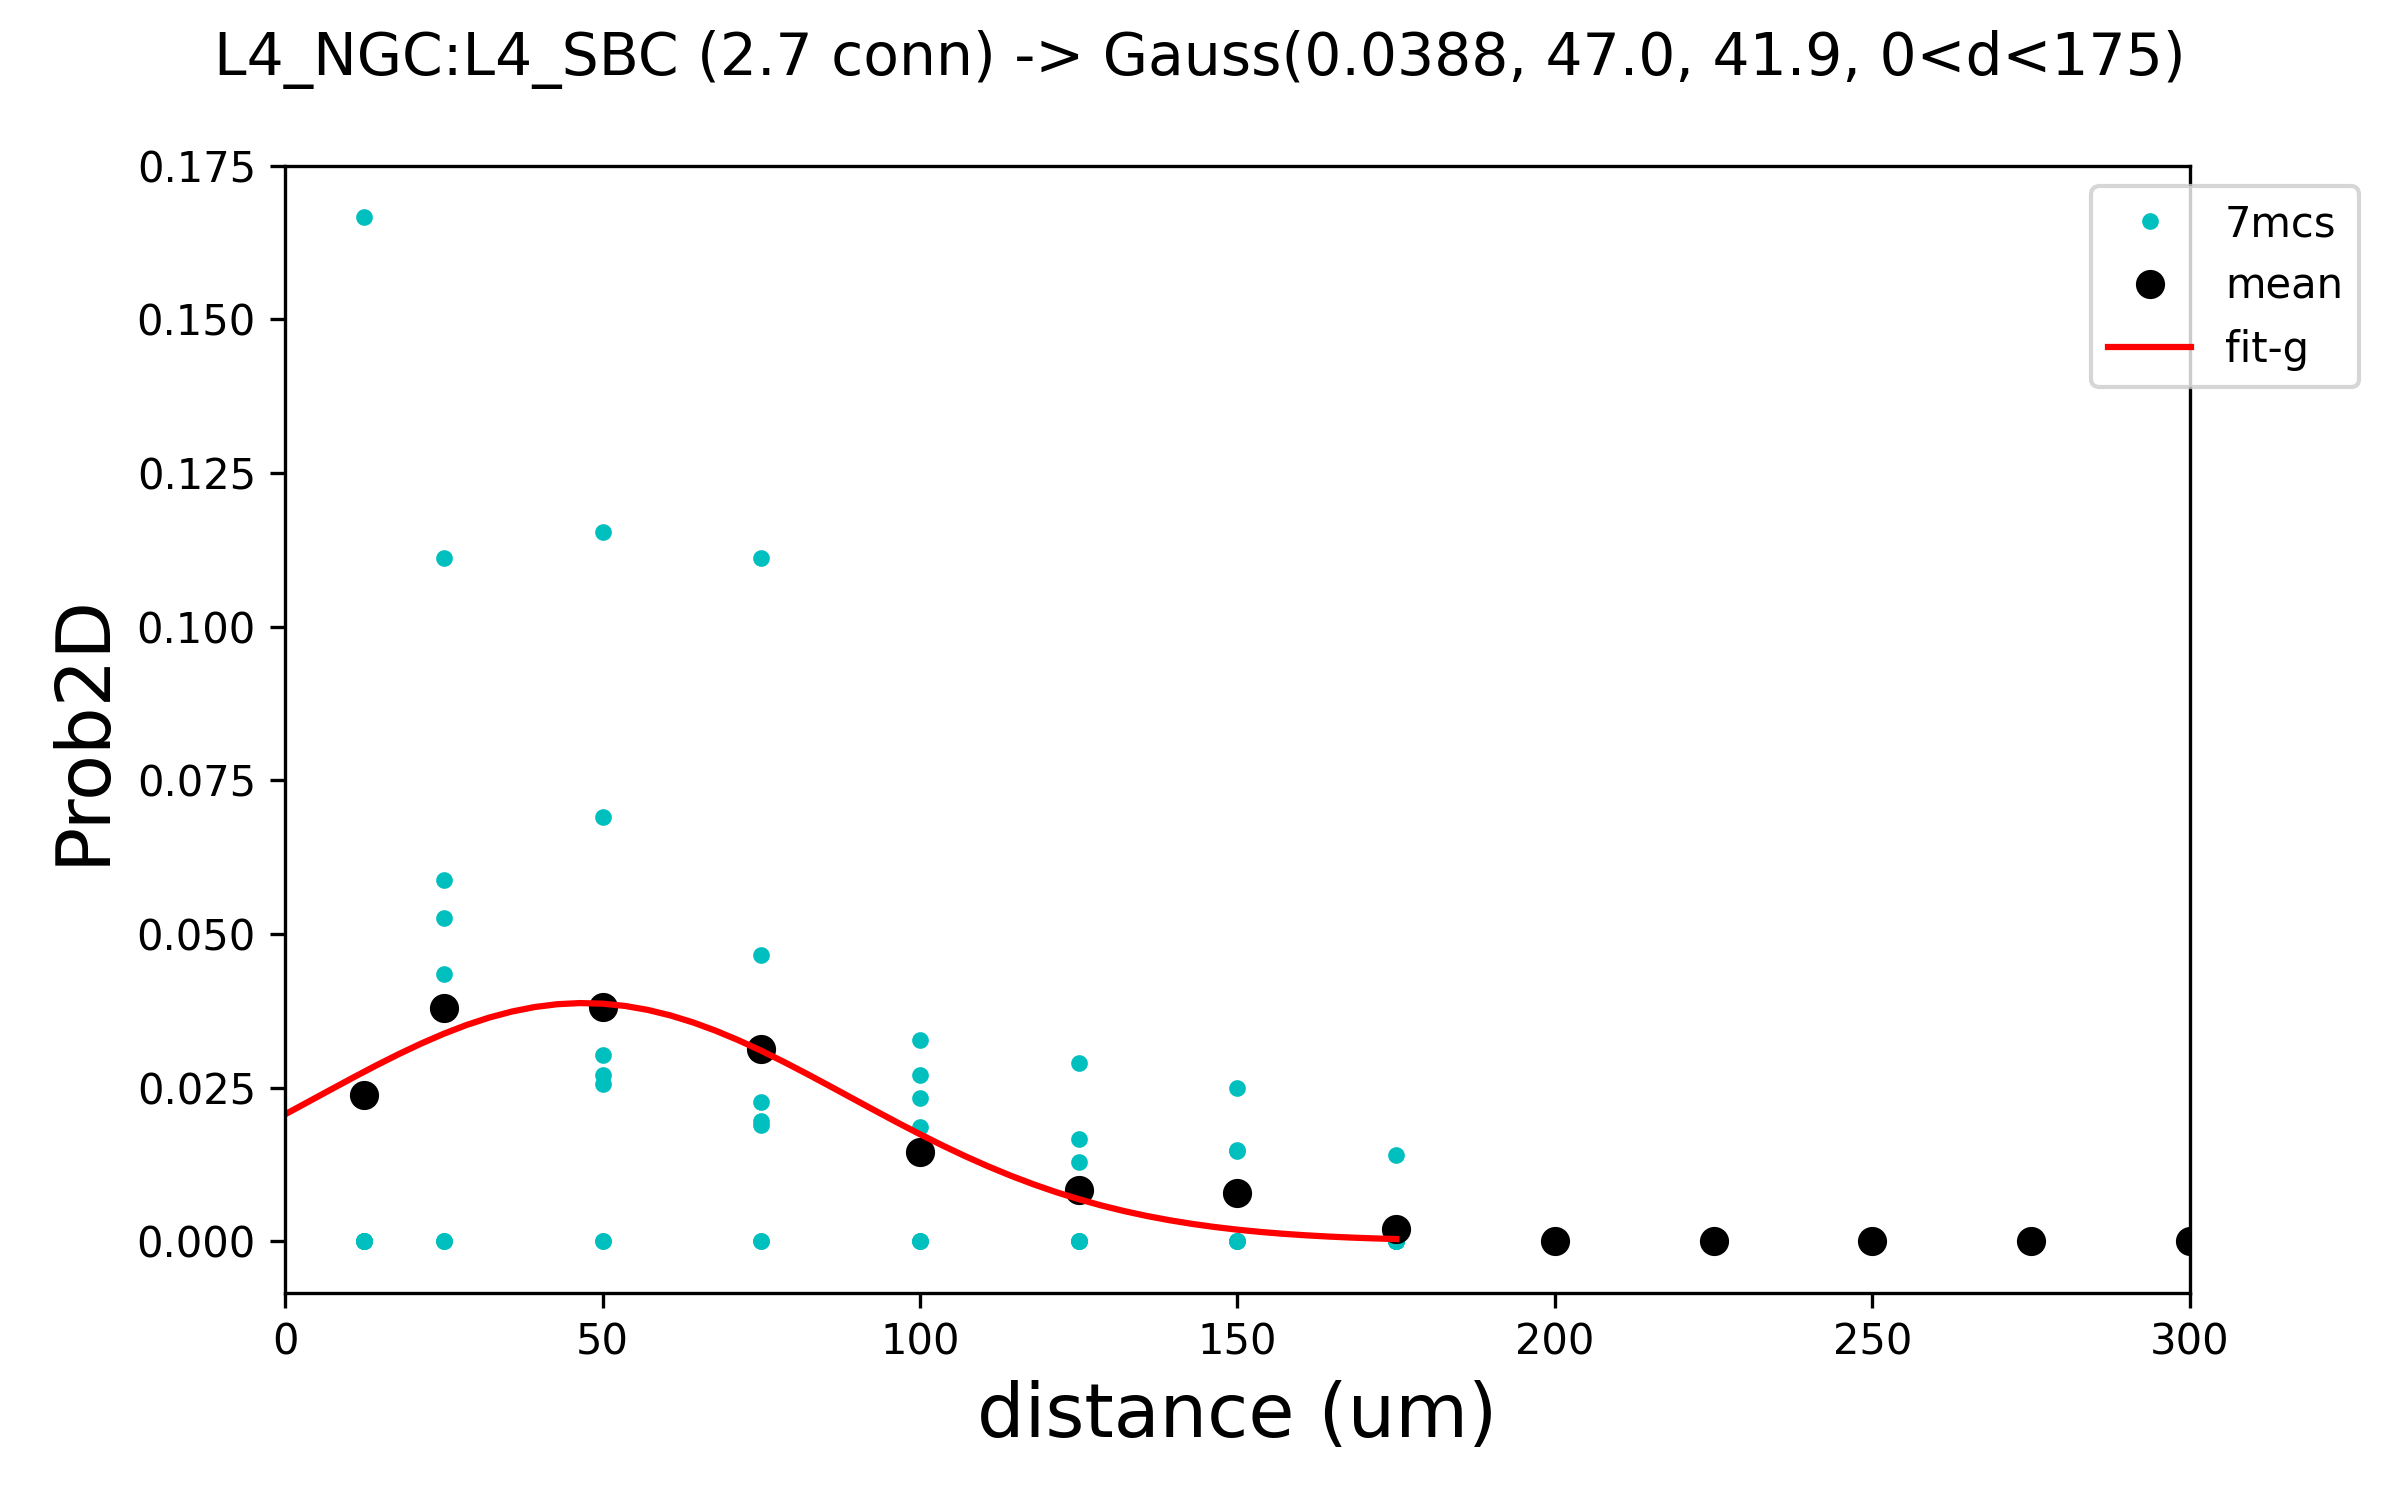 L4_NGC:L4_SBC (2.7 conn) -> Gauss(0.0388, 47.0, 41.9, 0<d<175)
0.175
0.150
0.125
0.100
0.075
0.050
0.025
0.000
Prob2D
7mcs
mean
fit-g
0 50 100 150 200 250 300
distance (um)